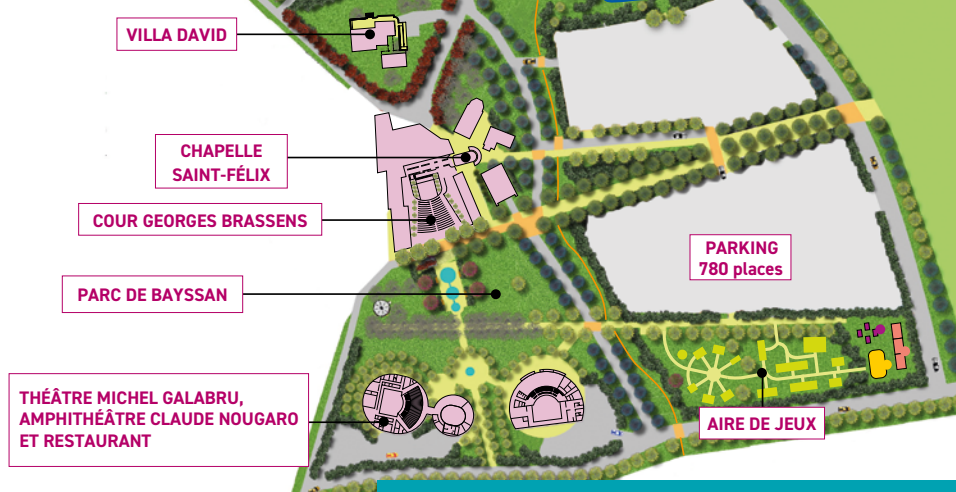 VILLA DAVID
CHAPELLE
SAINT-FÉLIX
COUR GEORGES BRASSENS
PARKING
780 places
PARC DE BAYSSAN
THÉÂTRE MICHEL GALABRU,
AMPHITHÉÂTRE CLAUDE NOUGARO
ET RESTAURANT
AIRE DE JEUX